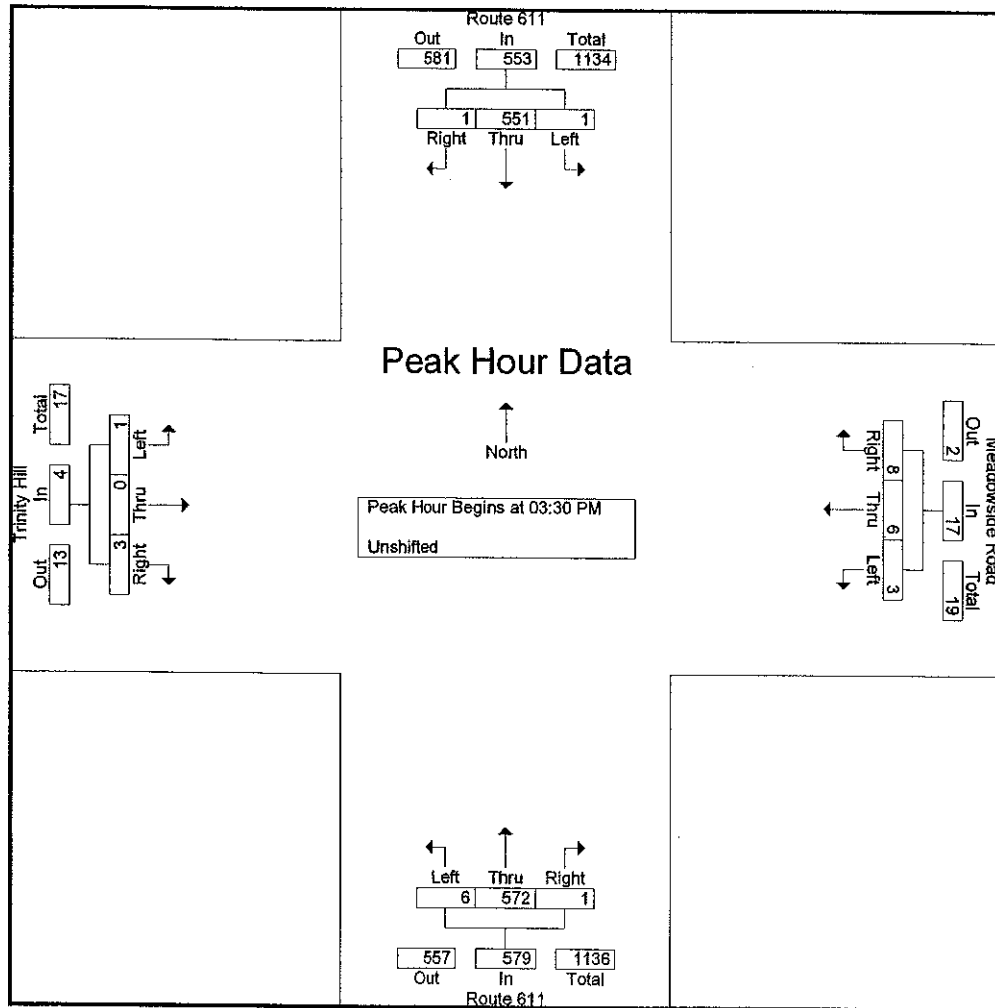 Route 611
Out In Total
581 553 1134
1 551 1
Right Thru Left
Peak Hour Data
North
Peak Hour Begins at 03:30 PM
Unshifted
Trinity Hill
Out In Total
13 4 17
3 0 1
Right Thru Left
Meadowside Road
Out In Total
2 17 19
8 6 3
Right Thru Left
Left Thru Right
6 572 1
557 579 1136
Out In Total
Route 611